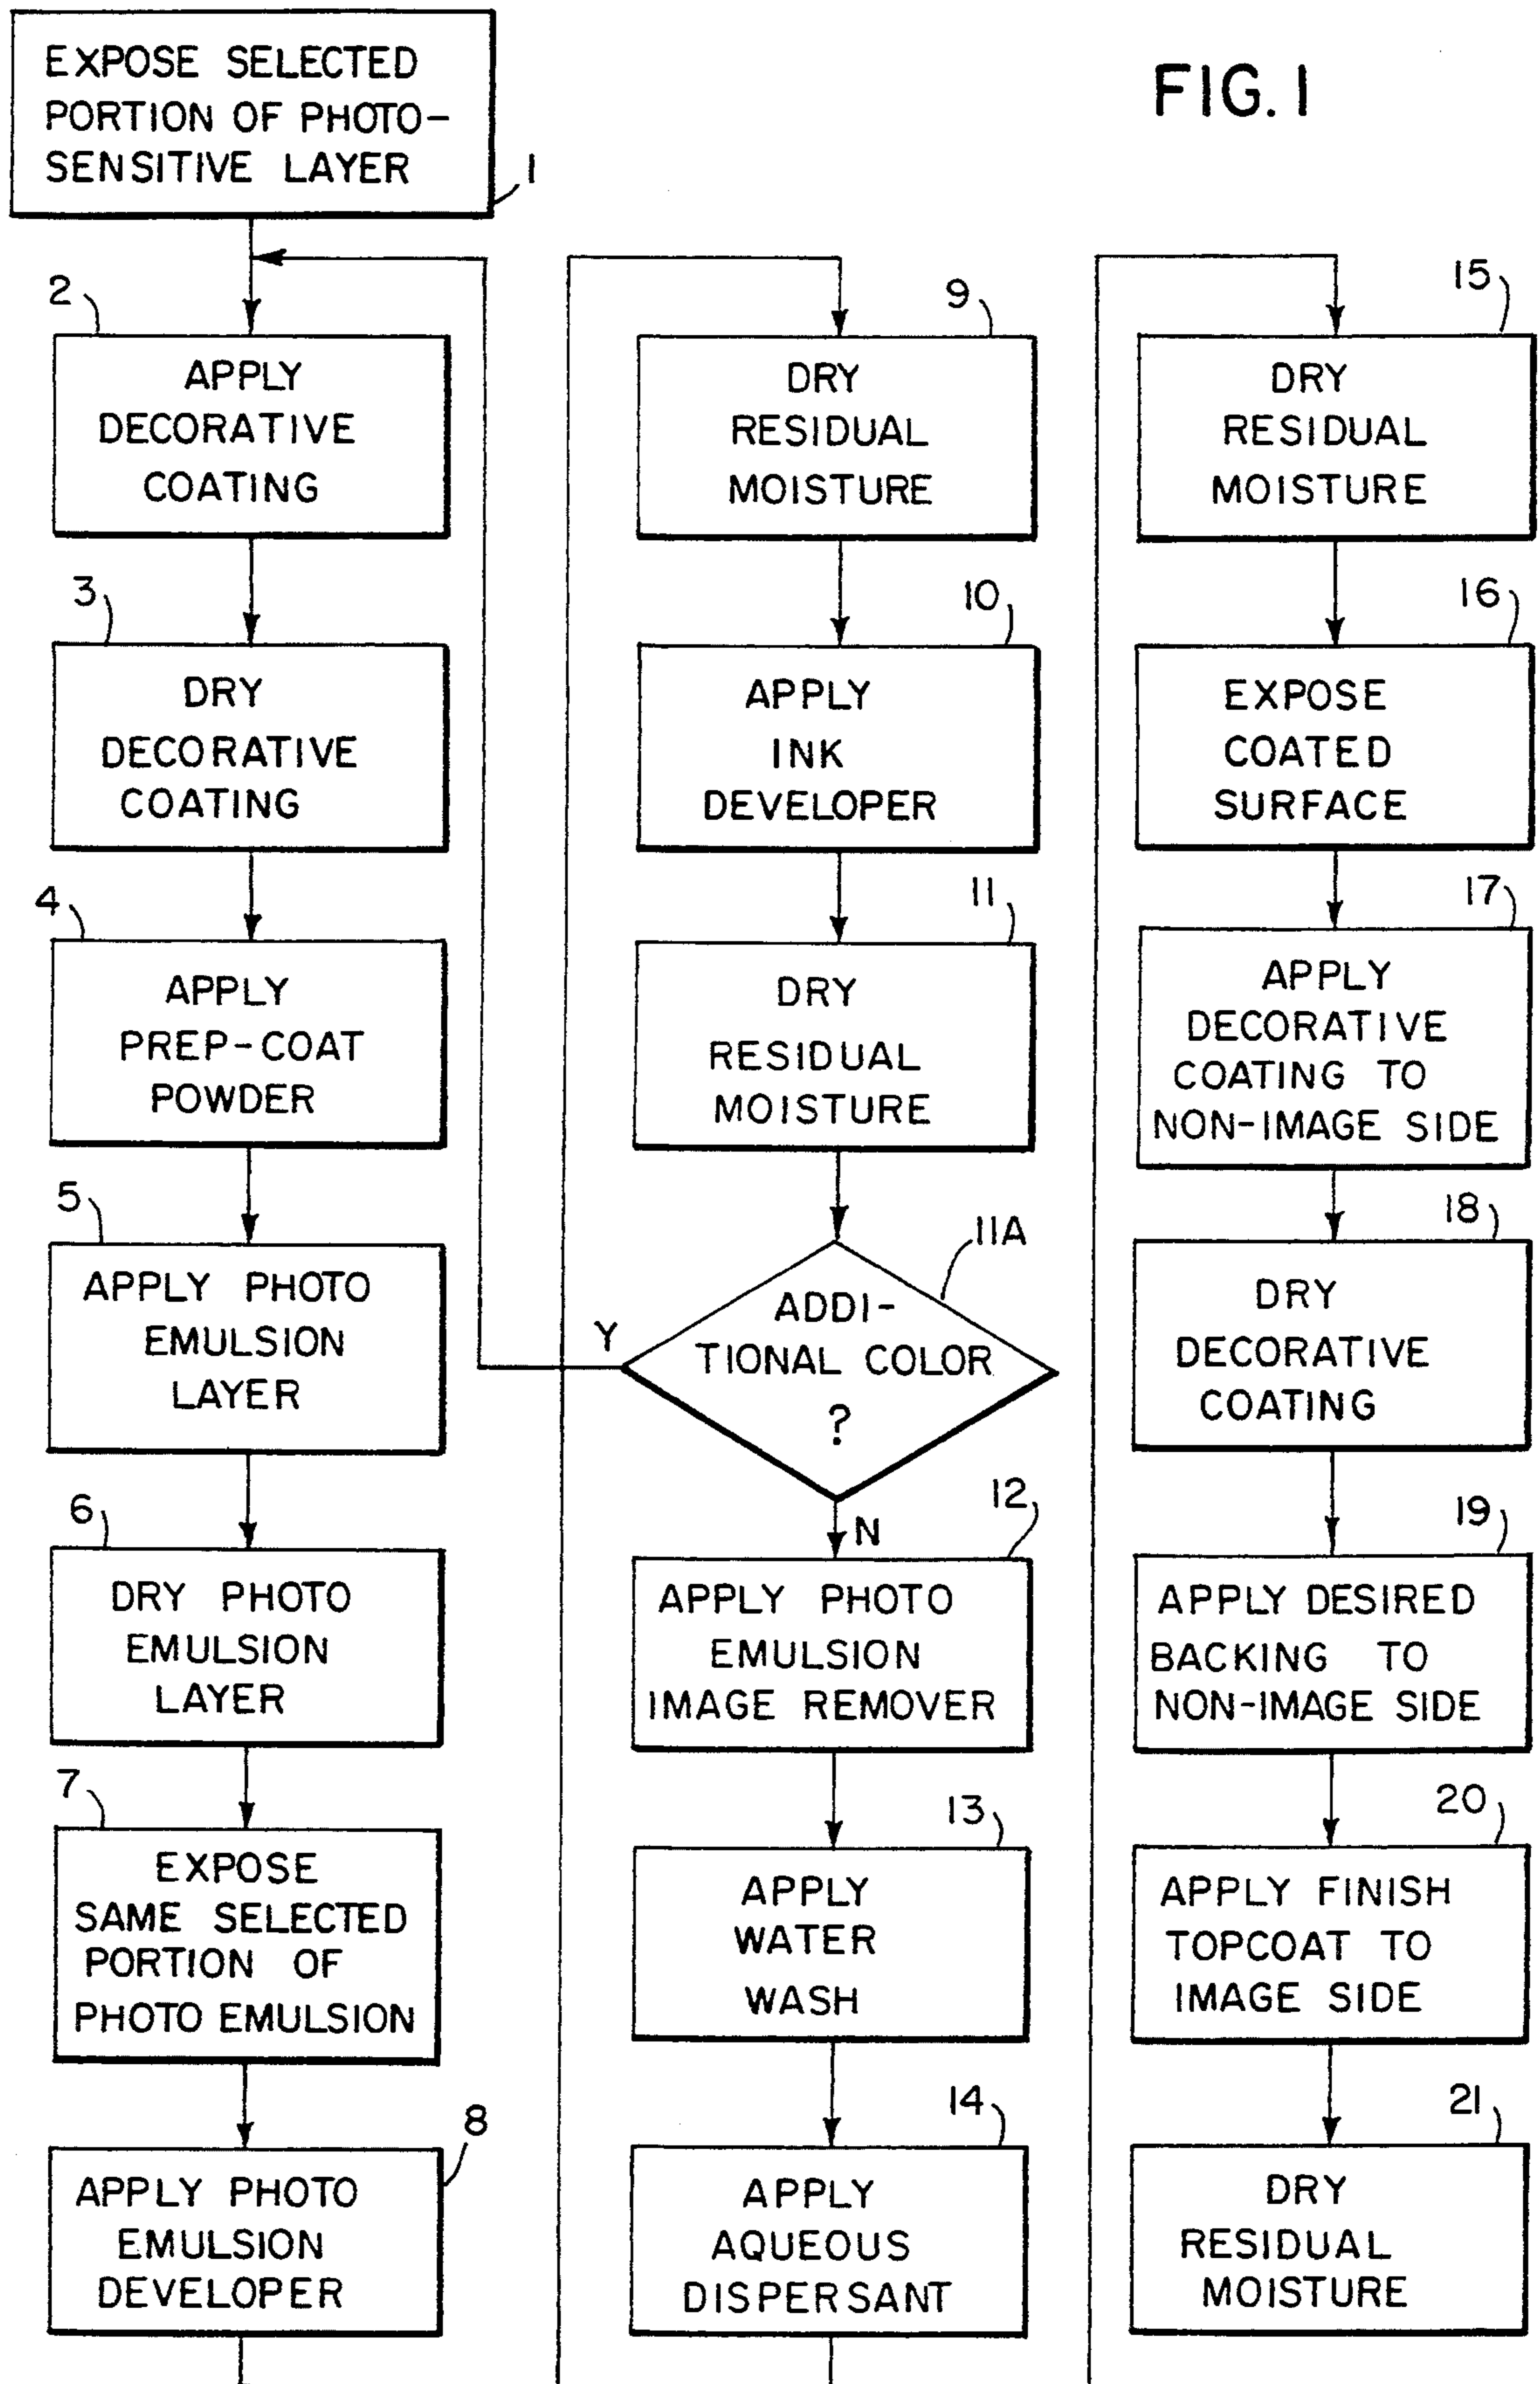 FIG. 1
EXPOSE SELECTED
PORTION OF PHOTO-
SENSITIVE LAYER
1
2
APPLY
DECORATIVE
COATING
3
DRY
DECORATIVE
COATING
4
APPLY
PREP-COAT
POWDER
5
APPLY PHOTO
EMULSION
LAYER
6
DRY PHOTO
EMULSION
LAYER
7
EXPOSE
SAME SELECTED
PORTION OF
PHOTO EMULSION
8
APPLY PHOTO
EMULSION
DEVELOPER
9
DRY
RESIDUAL
MOISTURE
10
APPLY
INK
DEVELOPER
11
DRY
RESIDUAL
MOISTURE
11A
ADDI-
TIONAL COLOR
?
Y
N
12
APPLY PHOTO
EMULSION
IMAGE REMOVER
13
APPLY
WATER
WASH
14
APPLY
AQUEOUS
DISPERSANT
15
DRY
RESIDUAL
MOISTURE
16
EXPOSE
COATED
SURFACE
17
APPLY
DECORATIVE
COATING TO
NON-IMAGE SIDE
18
DRY
DECORATIVE
COATING
19
APPLY DESIRED
BACKING TO
NON-IMAGE SIDE
20
APPLY FINISH
TOPCOAT TO
IMAGE SIDE
21
DRY
RESIDUAL
MOISTURE